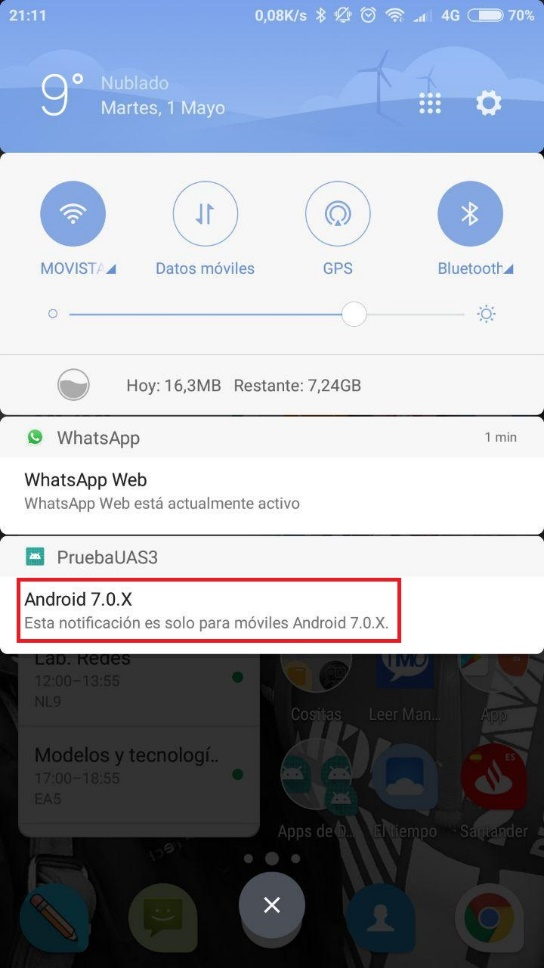 21:11
0,08K/s
4G
70%
9°
Nublado
Martes, 1 Mayo
MOVISTA
Datos móviles
GPS
Bluetooth
Hoy: 16,3MB Restante: 7,24GB
WhatsApp
1 min
WhatsApp Web
WhatsApp Web está actualmente activo
PruebaUAS3
Android 7.0.X
Esta notificación es solo para móviles Android 7.0.X.
Lab. Redes
12:00–13:55
NL9
Cositas
Leer Man...
App
Modelos y tecnologí..
17:00–18:55
EA5
ES
Apps de D...
El tiempo
Santander